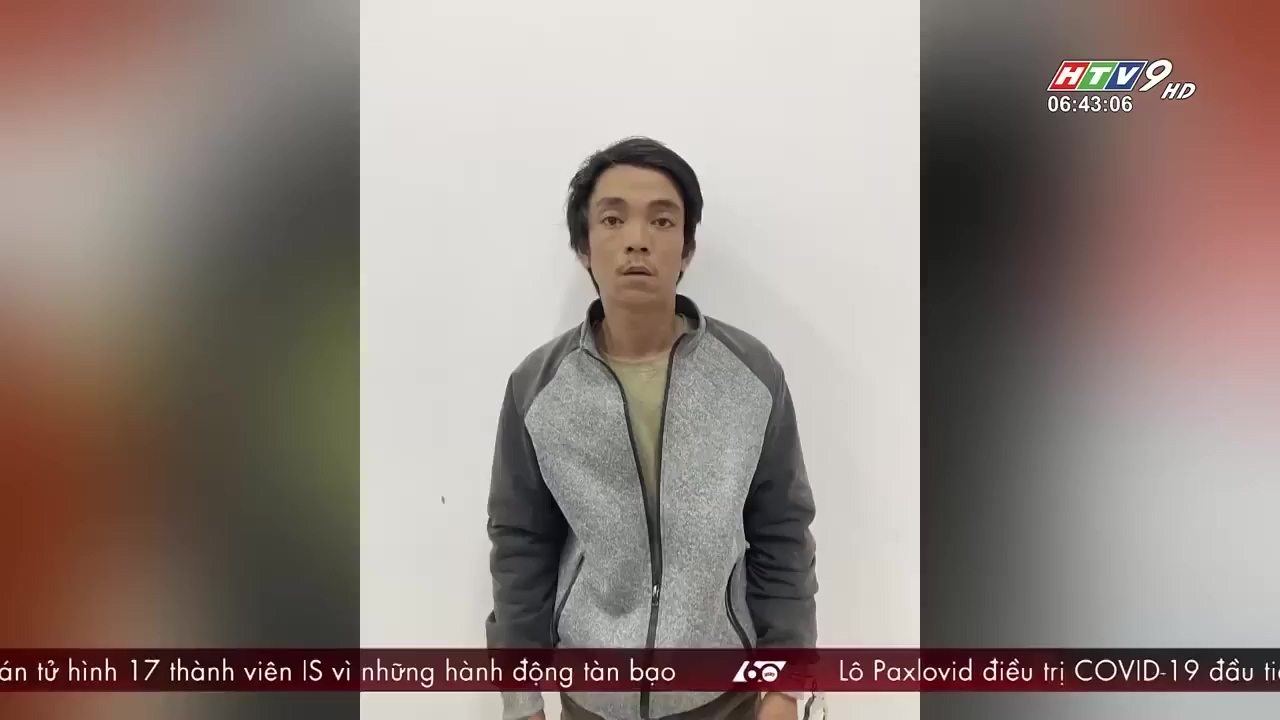 HTV9 HD
06:43:06
án tử hình 17 thành viên IS vì những hành động tàn bạo 60 Lô Paxlovid điều trị COVID-19 đầu